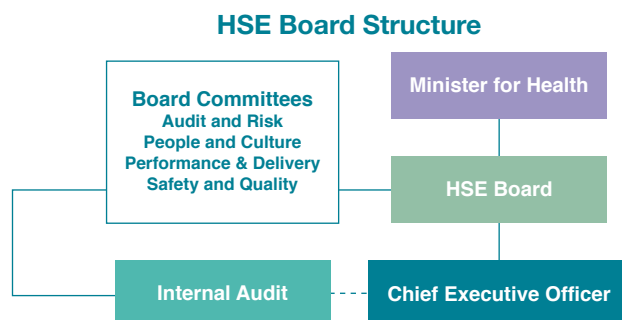 HSE Board Structure
Board Committees
Audit and Risk
People and Culture
Performance & Delivery
Safety and Quality
Minister for Health
HSE Board
Internal Audit
Chief Executive Officer